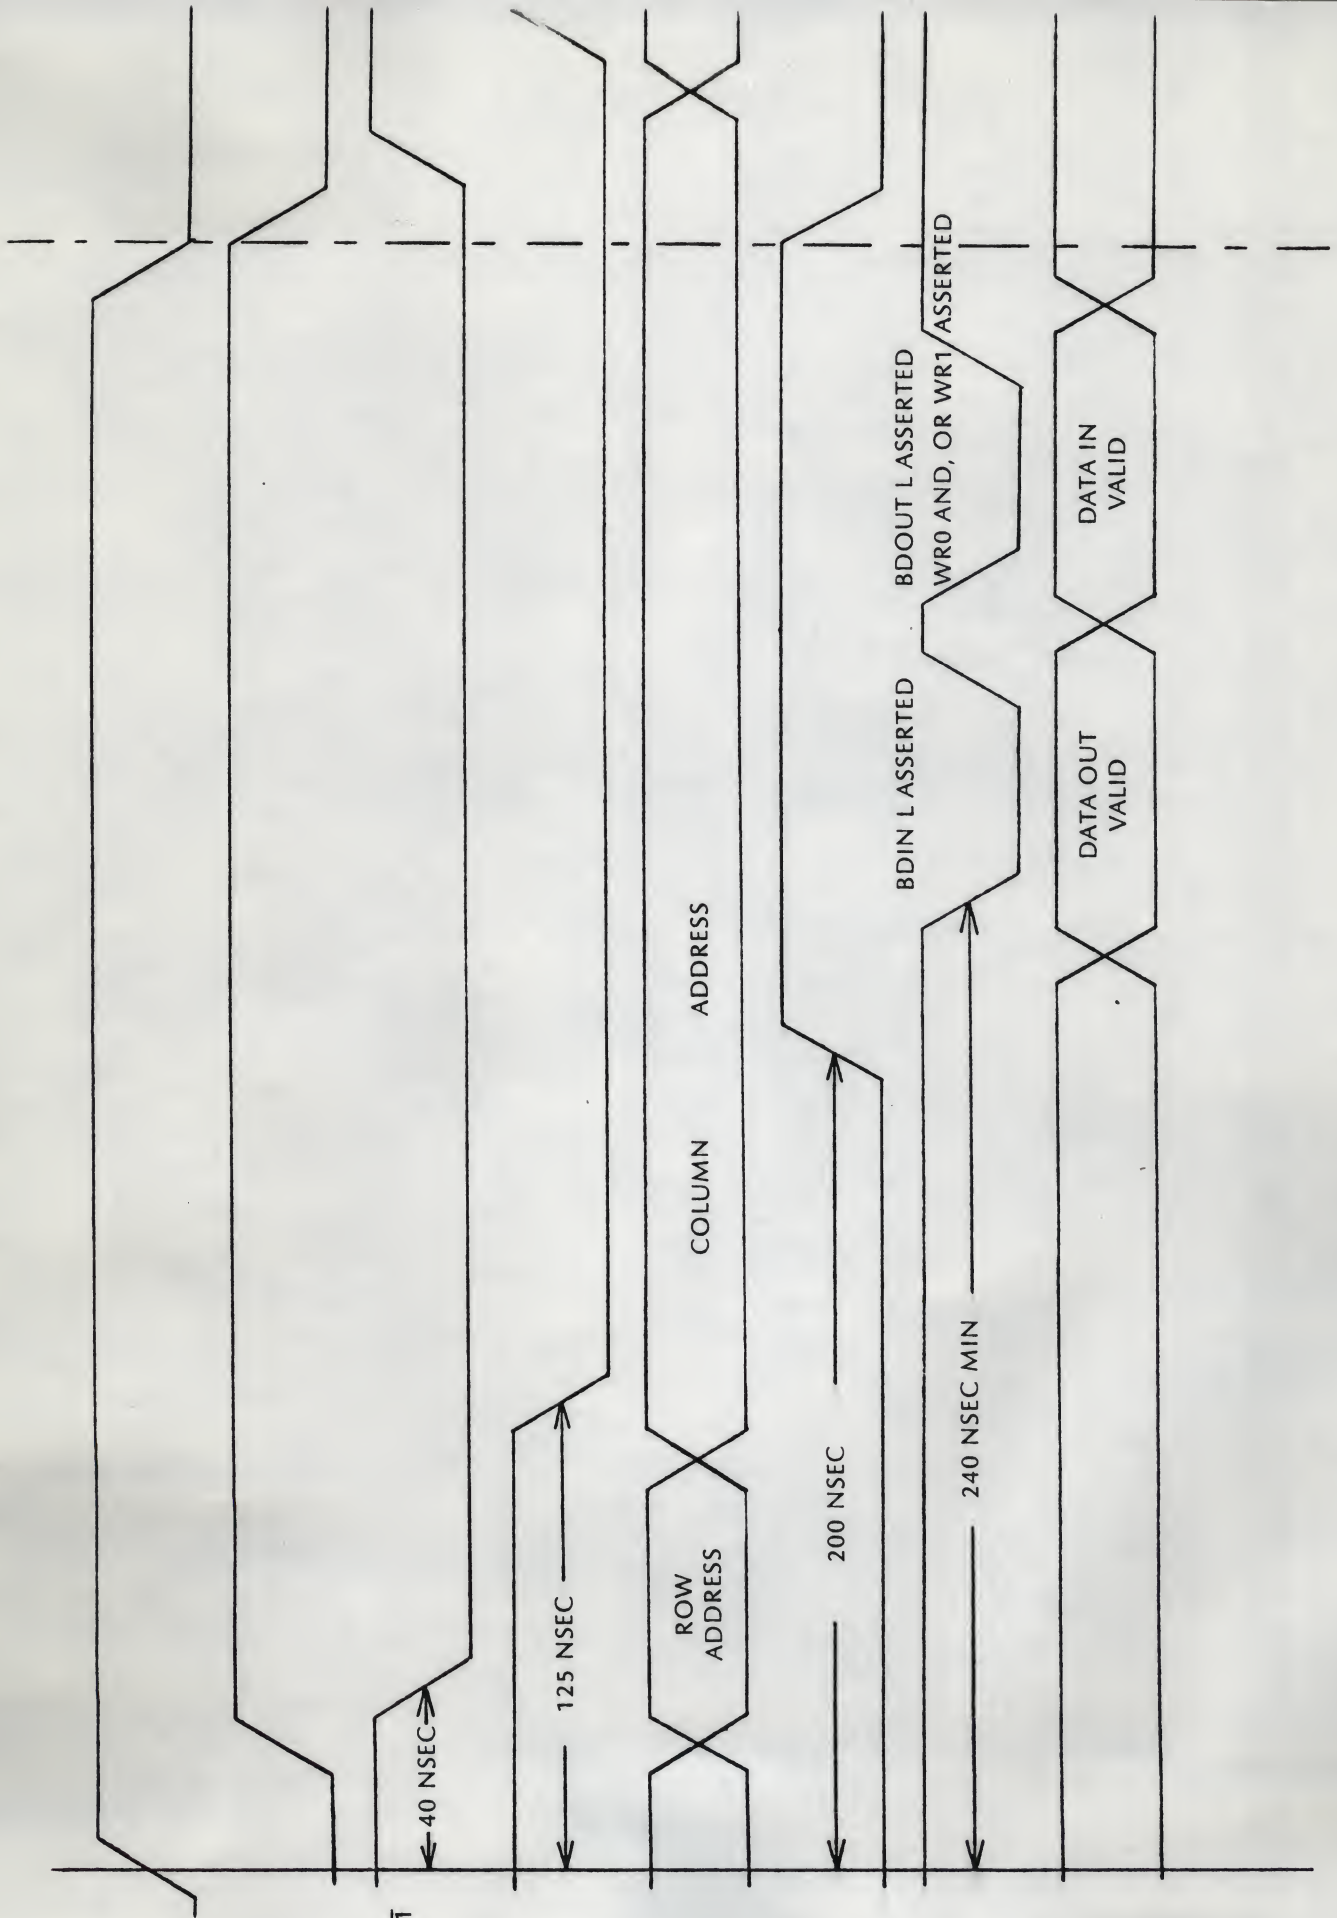 40 NSEC
125 NSEC
ROW
ADDRESS
COLUMN ADDRESS
200 NSEC
BDIN L ASSERTED
BDOUT L ASSERTED
WR0 AND, OR WR1 ASSERTED
240 NSEC MIN
DATA OUT
VALID
DATA IN
VALID